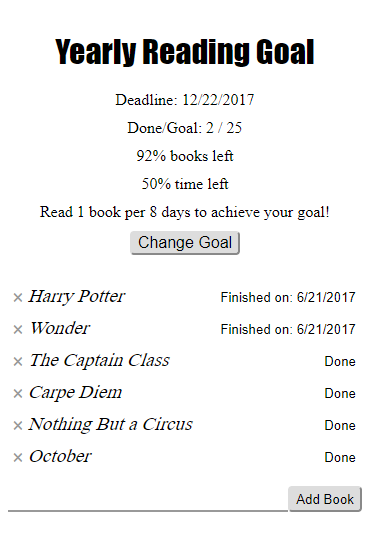 Yearly Reading Goal
Deadline: 12/22/2017
Done/Goal: 2 / 25
92% books left
50% time left
Read 1 book per 8 days to achieve your goal!
Change Goal
× Harry Potter Finished on: 6/21/2017
× Wonder Finished on: 6/21/2017
× The Captain Class Done
× Carpe Diem Done
× Nothing But a Circus Done
× October Done
Add Book